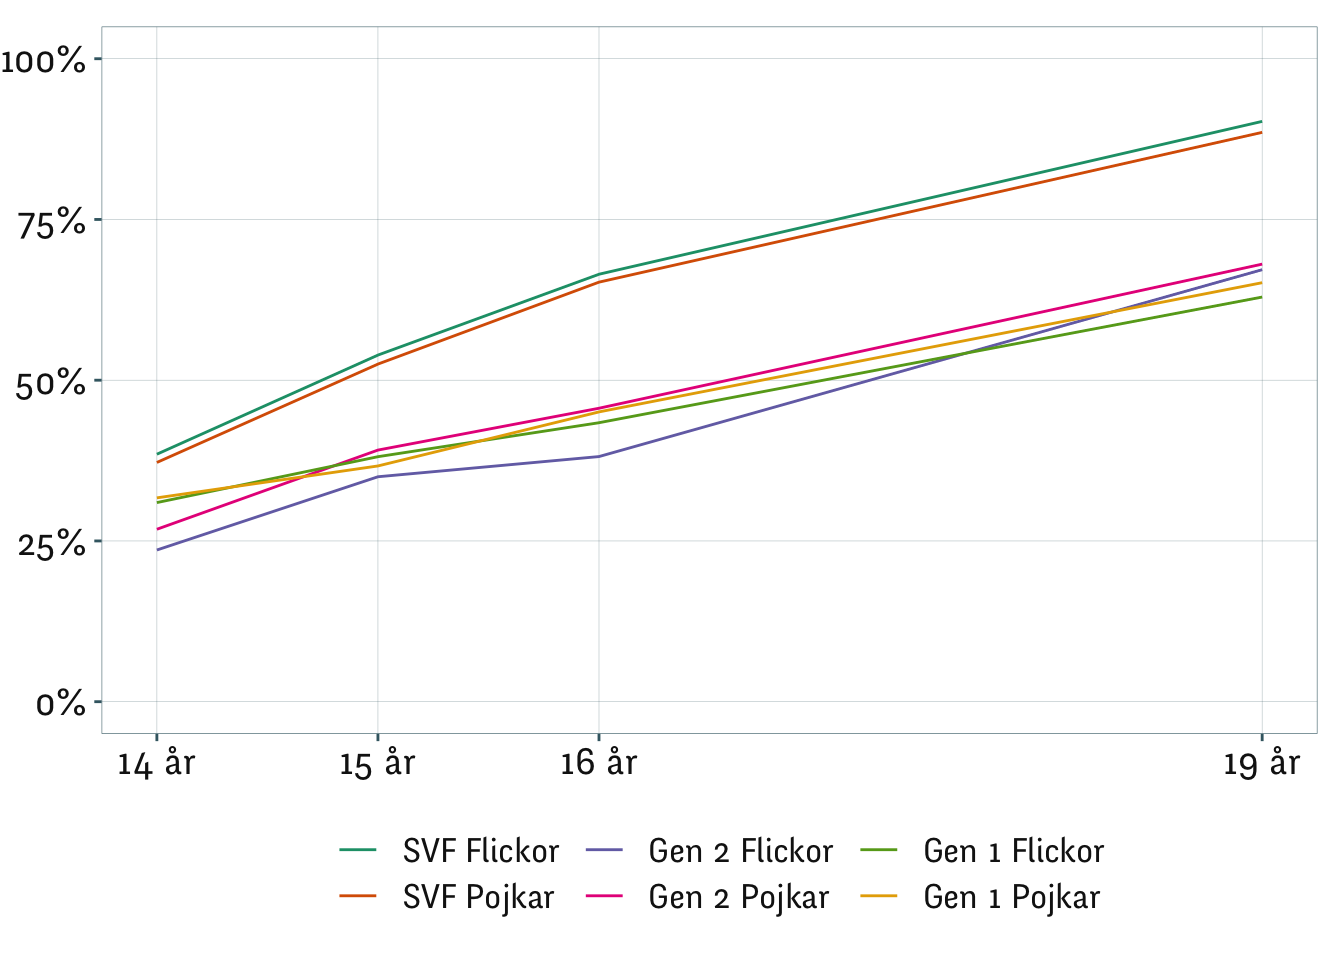 100%
75%
50%
25%
0%
14 år 15 år 16 år 19 år
SVF Flickor Gen 2 Flickor Gen 1 Flickor
SVF Pojkar Gen 2 Pojkar Gen 1 Pojkar